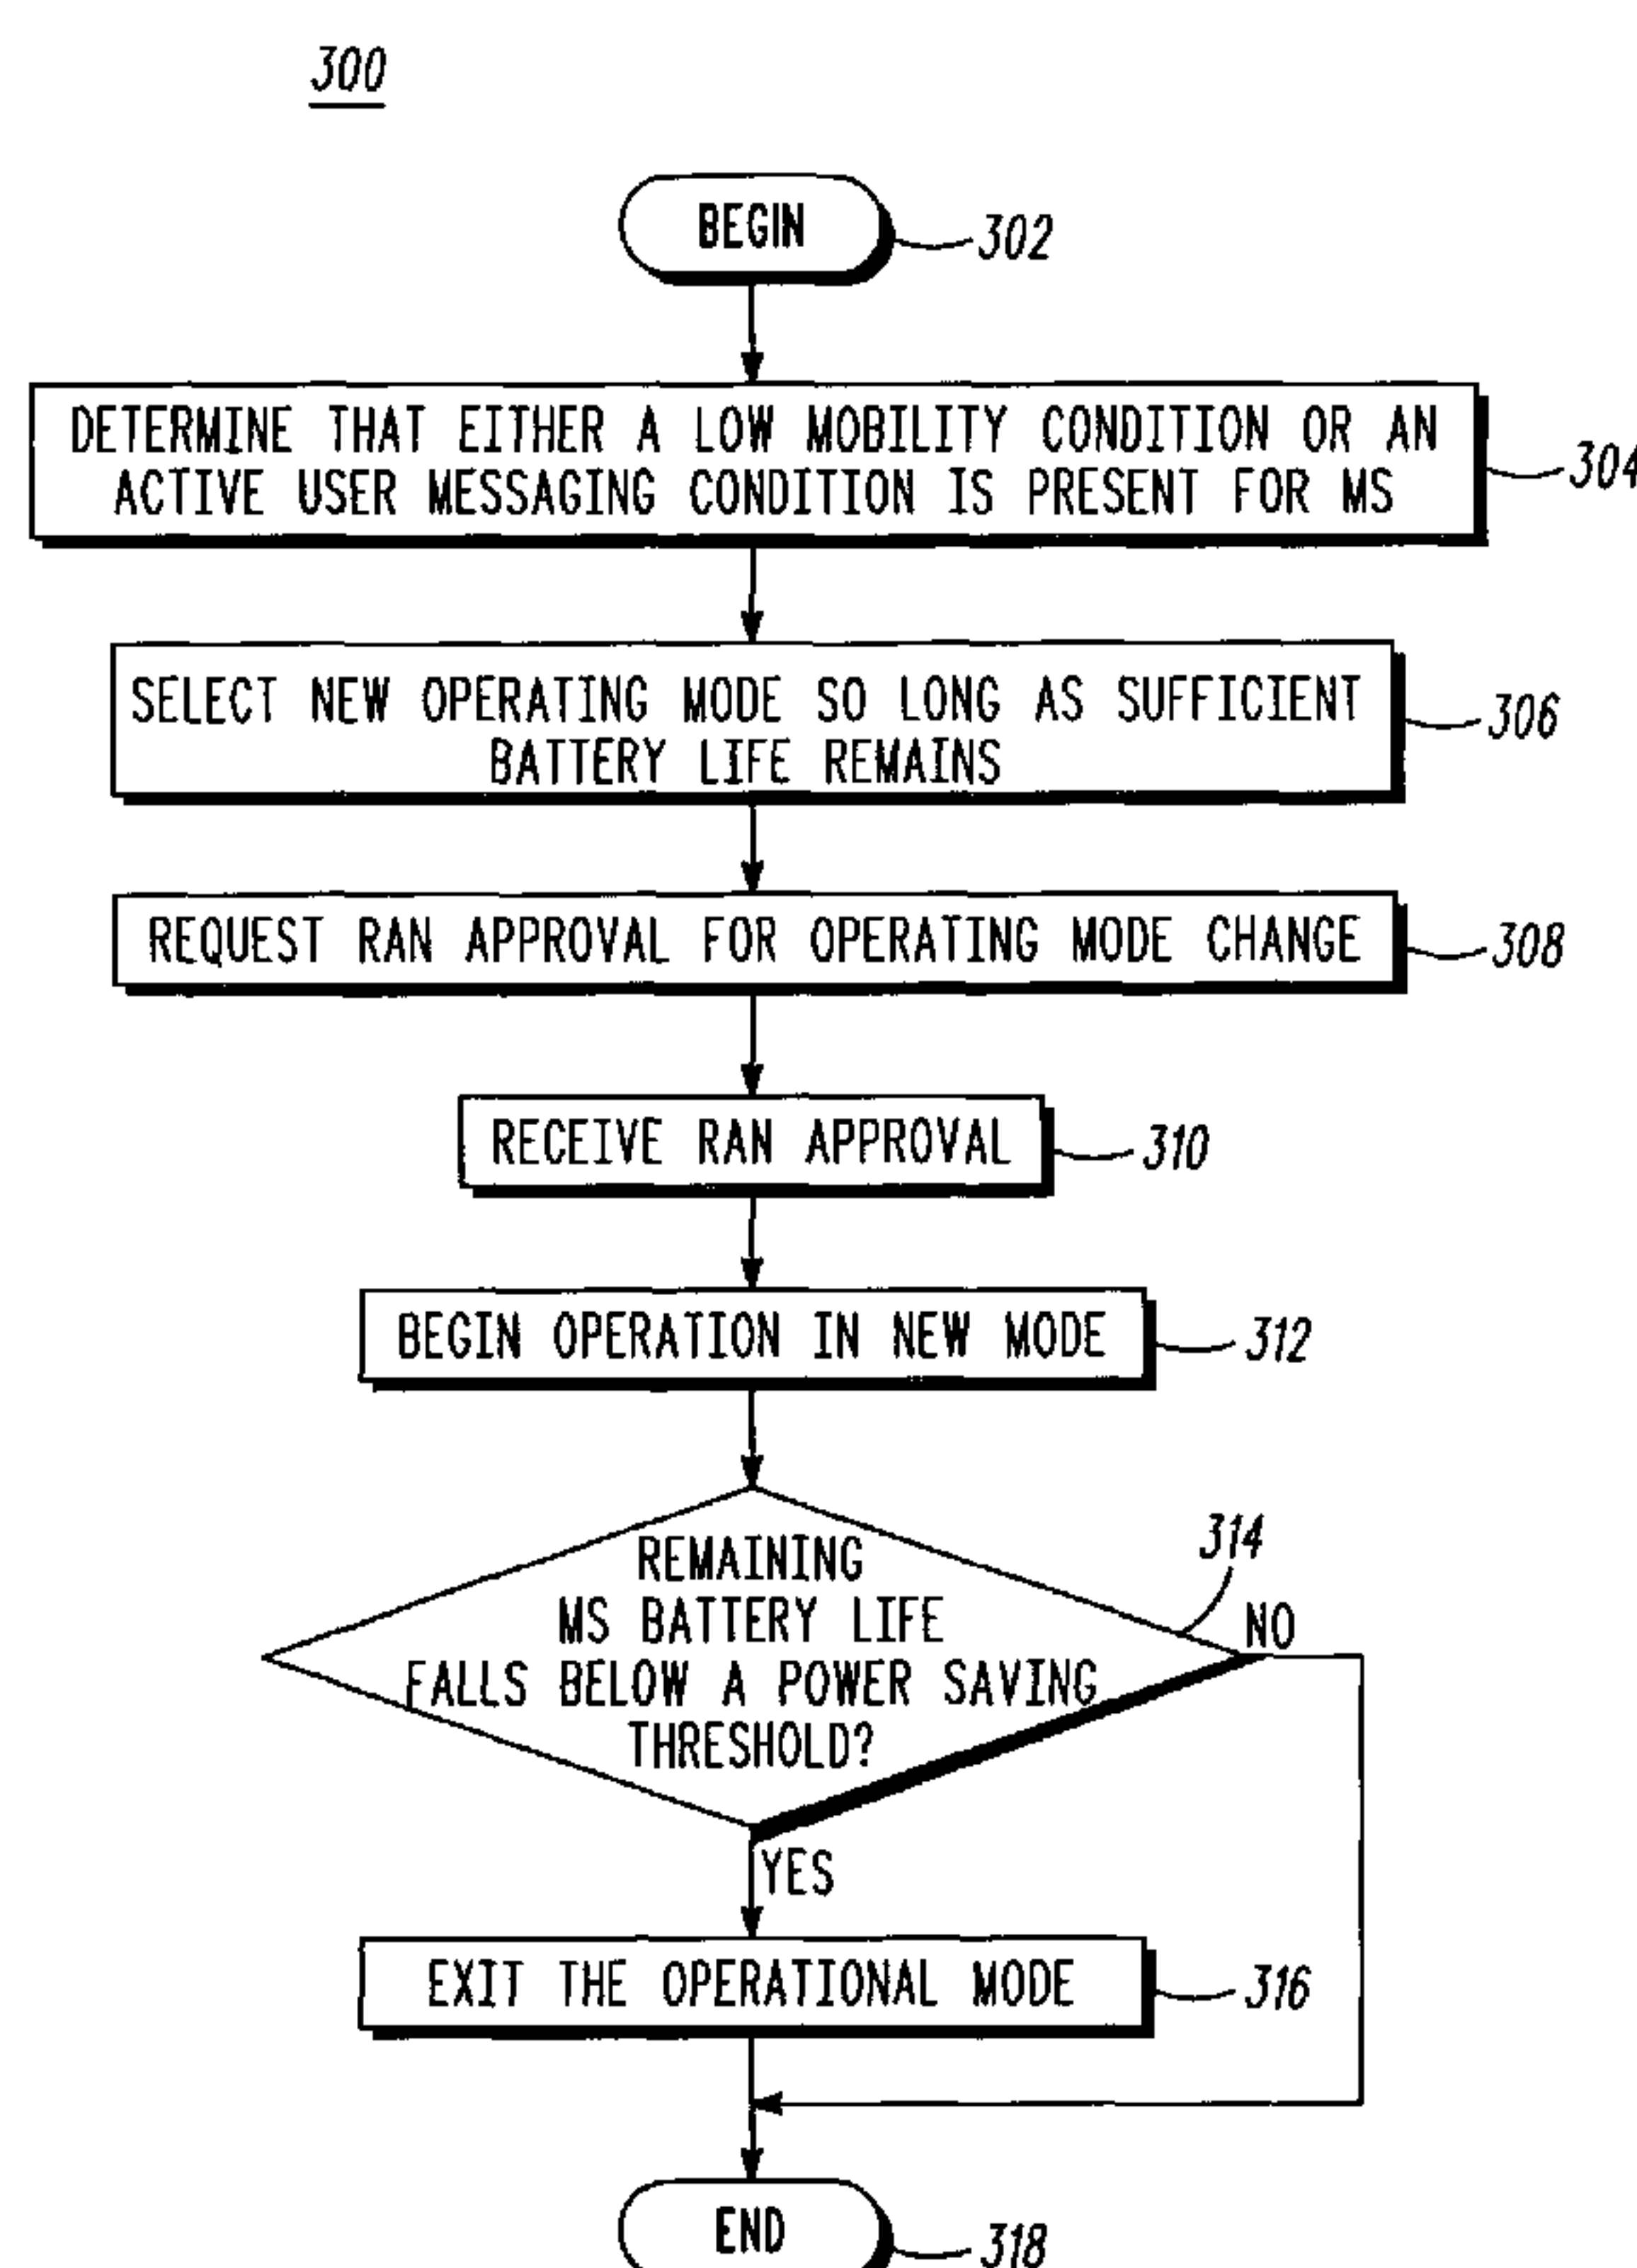 300
BEGIN
302
DETERMINE THAT EITHER A LOW MOBILITY CONDITION OR AN
ACTIVE USER MESSAGING CONDITION IS PRESENT FOR MS
304
SELECT NEW OPERATING MODE SO LONG AS SUFFICIENT
BATTERY LIFE REMAINS
306
REQUEST RAN APPROVAL FOR OPERATING MODE CHANGE
308
RECEIVE RAN APPROVAL
310
BEGIN OPERATION IN NEW MODE
312
REMAINING
MS BATTERY LIFE
FALLS BELOW A POWER SAVING
THRESHOLD?
314
NO
YES
EXIT THE OPERATIONAL MODE
316
END
318